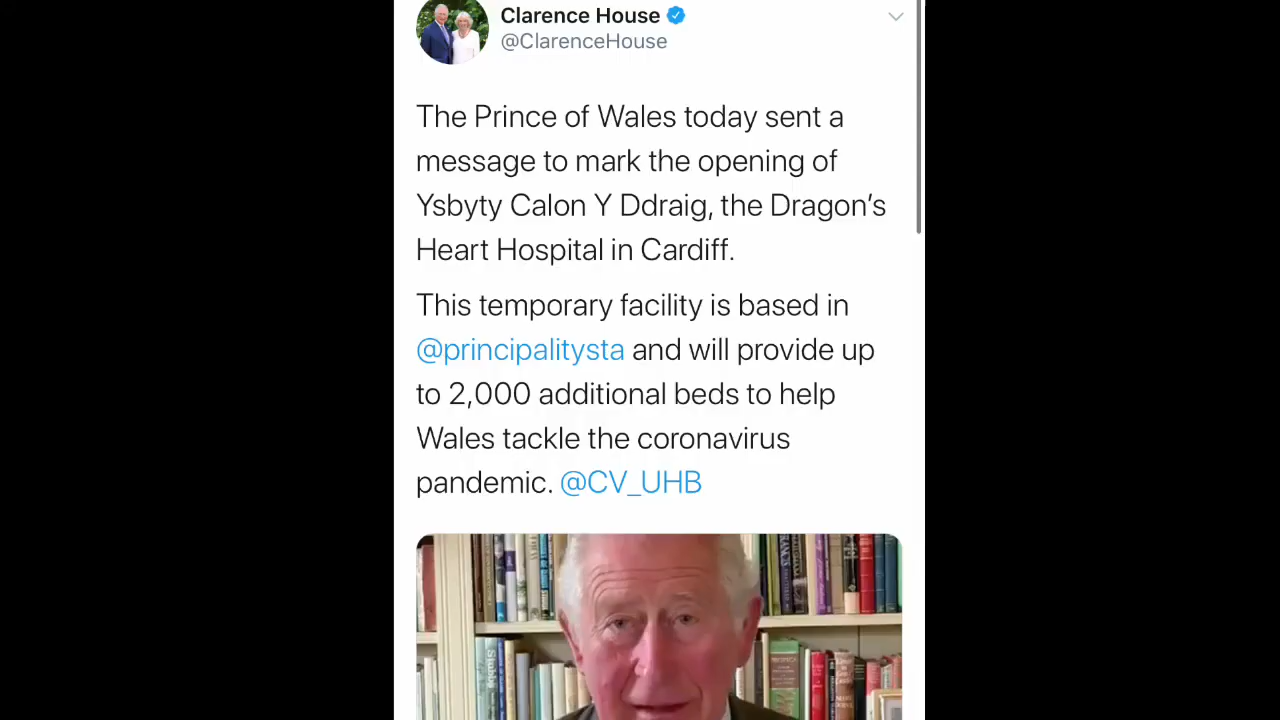 Clarence House
@ClarenceHouse
The Prince of Wales today sent a
message to mark the opening of
Ysbyty Calon Y Ddraig, the Dragon's
Heart Hospital in Cardiff.
This temporary facility is based in
@principalitysta and will provide up
to 2,000 additional beds to help
Wales tackle the coronavirus
pandemic. @CV_UHB
Stubbs